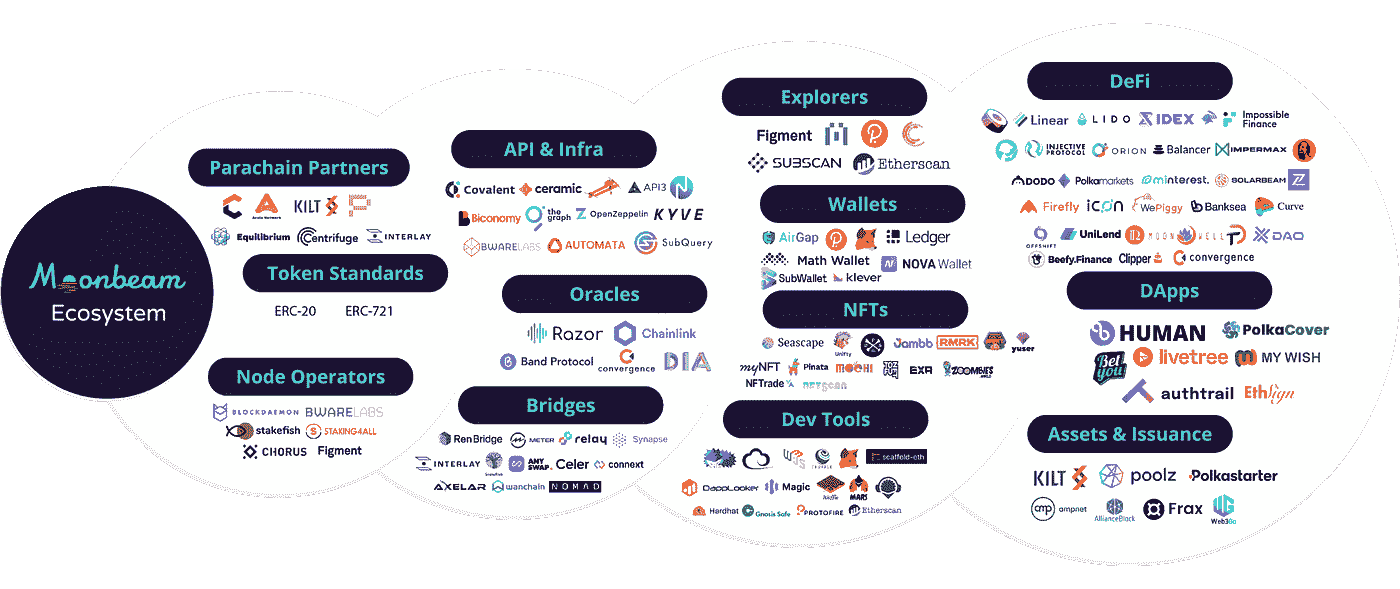 Moonbeam
Ecosystem
Parachain Partners
KILT
Equilibrium Centrifuge INTERLAY
Token Standards
ERC-20 ERC-721
Node Operators
BLOCKDAEMON BWARELABS
stakefish STAKING4ALL
CHORUS Figment
API & Infra
Covalent ceramic API3
Biconomy the graph OpenZeppelin KYVE
BWARELABS AUTOMATA SubQuery
Oracles
Razor Chainlink
Band Protocol convergence DIA
Bridges
RenBridge METER relay Synapse
INTERLAY ANYSWAP Celer connext
AXELAR wanchain NOMAD
Explorers
Figment
SUBSCAN Etherscan
Wallets
AirGap Ledger
Math Wallet NOVA Wallet
SubWallet klever
NFTs
Seascape Unifty Jambb RMRK yuser
myNFT Pinata MOCHI EXA ZOOMBIES
NFTrade NFTSCAN
Dev Tools
scaffold-eth
DappLooker Magic MARS
Hardhat Gnosis Safe PROTOFIRE Etherscan
DeFi
Linear LIDO IDEX Impossible Finance
INJECTIVE PROTOCOL ORION Balancer IMPERMAX
DODO Polkamarkets minterest. SOLARBEAM
Firefly icon WePiggy Banksea Curve
OFFSHIFT UniLend MOONWELL XDAO
Beefy.Finance Clipper convergence
DApps
HUMAN PolkaCover
Bet you livetree MY WISH
authtrail EthSign
Assets & Issuance
KILT poolz Polkastarter
amp ampnet AllianceBlock Frax Web3Go